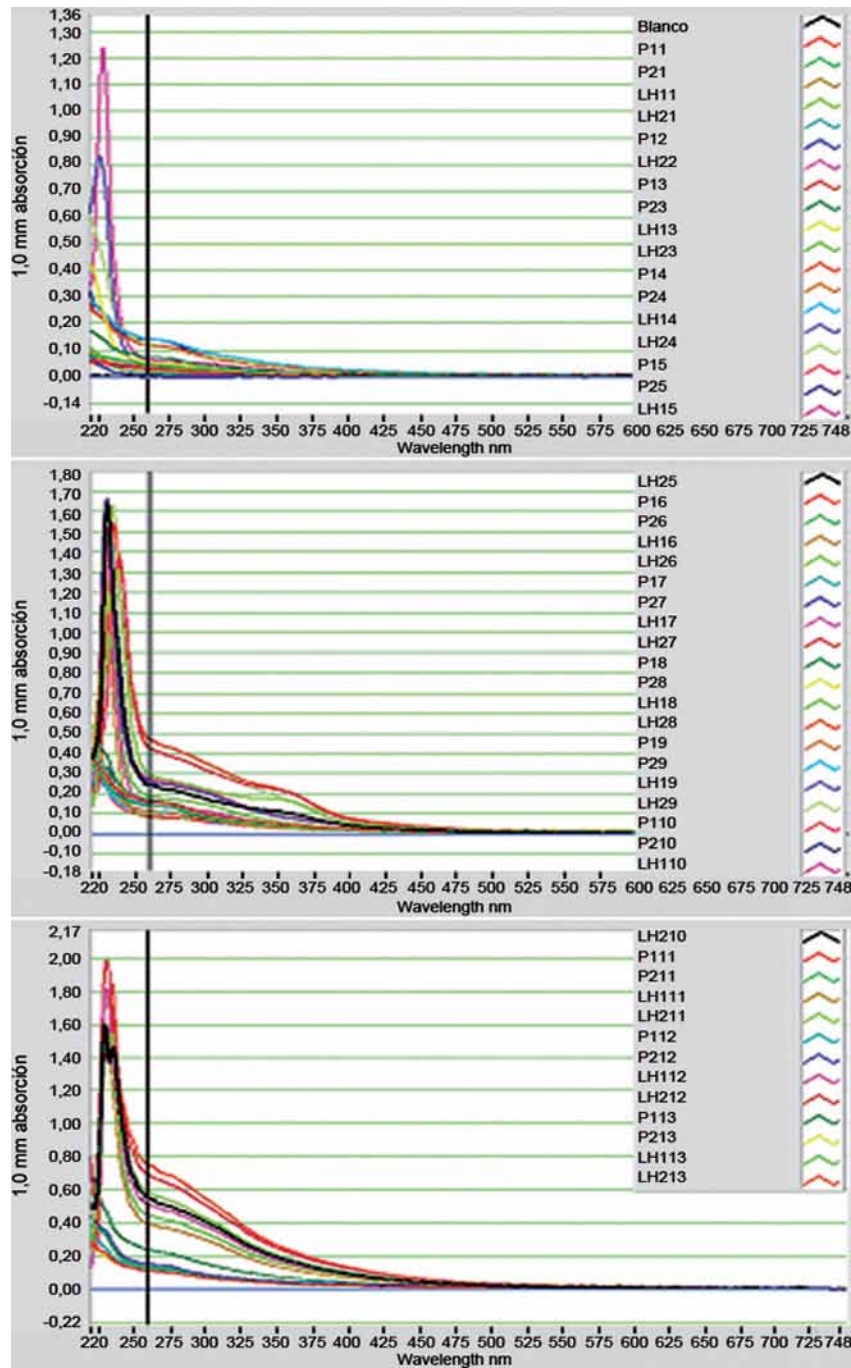 1,36
1,30
1,20
1,10
1,00
0,90
0,80
0,70
0,60
0,50
0,40
0,30
0,20
0,10
0,00
-0,14
1,0 mm absorción
220 250 275 300 325 350 375 400 425 450 475 500 525 550 575 600 625 650 675 700 725 748
Wavelength nm
Blanco
P11
P21
LH11
LH21
P12
LH22
P13
P23
LH13
LH23
P14
P24
LH14
LH24
P15
P25
LH15
1,80
1,70
1,60
1,50
1,40
1,30
1,20
1,10
1,00
0,90
0,80
0,70
0,60
0,50
0,40
0,30
0,20
0,10
0,00
-0,10
-0,18
1,0 mm absorción
220 250 275 300 325 350 375 400 425 450 475 500 525 550 575 600 625 650 675 700 725 748
Wavelength nm
LH25
P16
P26
LH16
LH26
P17
P27
LH17
LH27
P18
P28
LH18
LH28
P19
P29
LH19
LH29
P110
P210
LH110
2,17
2,00
1,80
1,60
1,40
1,20
1,00
0,80
0,60
0,40
0,20
0,00
-0,22
1,0 mm absorción
220 250 275 300 325 350 375 400 425 450 475 500 525 550 575 600 625 650 675 700 725 748
Wavelength nm
LH210
P111
P211
LH111
LH211
P112
P212
LH112
LH212
P113
P213
LH113
LH213